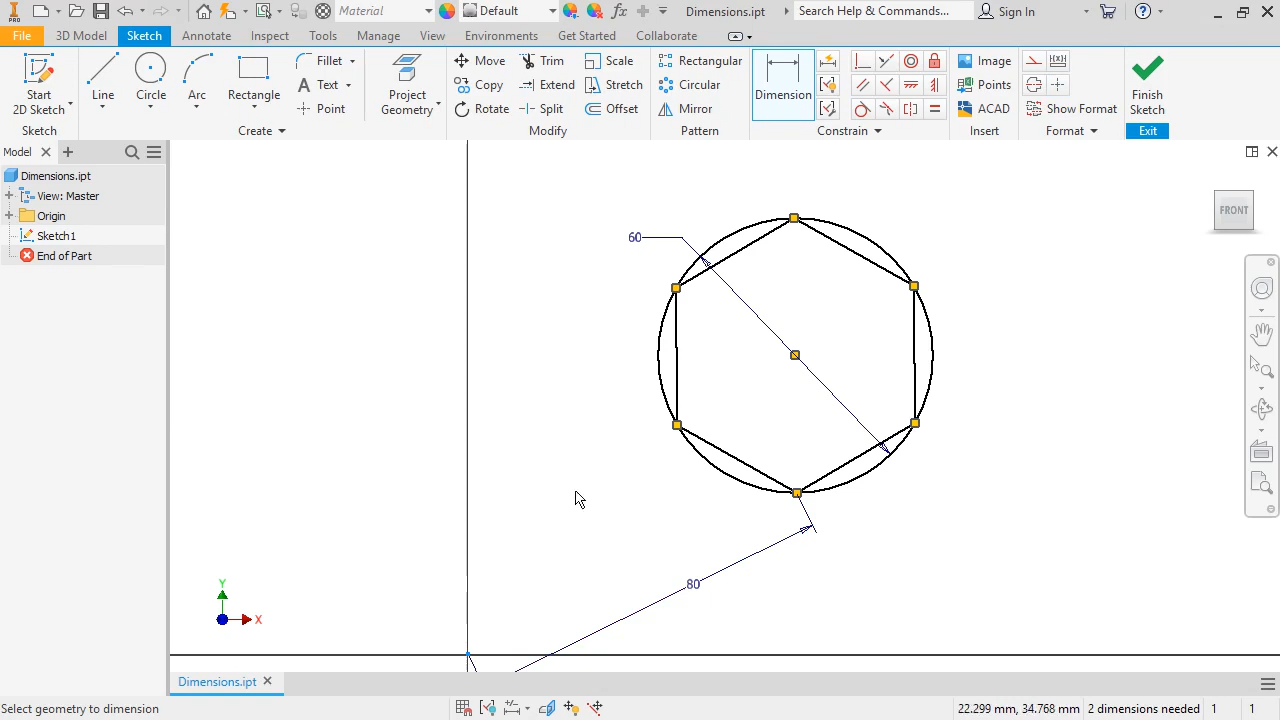 PRO
Material
Default
Dimensions.ipt
Search Help & Commands...
Sign In
File
3D Model
Sketch
Annotate
Inspect
Tools
Manage
View
Environments
Get Started
Collaborate
Start
2D Sketch
Line
Circle
Arc
Rectangle
Fillet
Text
Point
Project
Geometry
Move
Copy
Rotate
Trim
Extend
Split
Scale
Stretch
Offset
Rectangular
Circular
Mirror
Dimension
Image
Points
ACAD
Show Format
Finish
Sketch
Sketch
Create
Modify
Pattern
Constrain
Insert
Format
Exit
Model
Dimensions.ipt
View: Master
Origin
Sketch1
End of Part
FRONT
60
80
Y
X
Dimensions.ipt
Select geometry to dimension
22.299 mm, 34.768 mm
2 dimensions needed
1
1